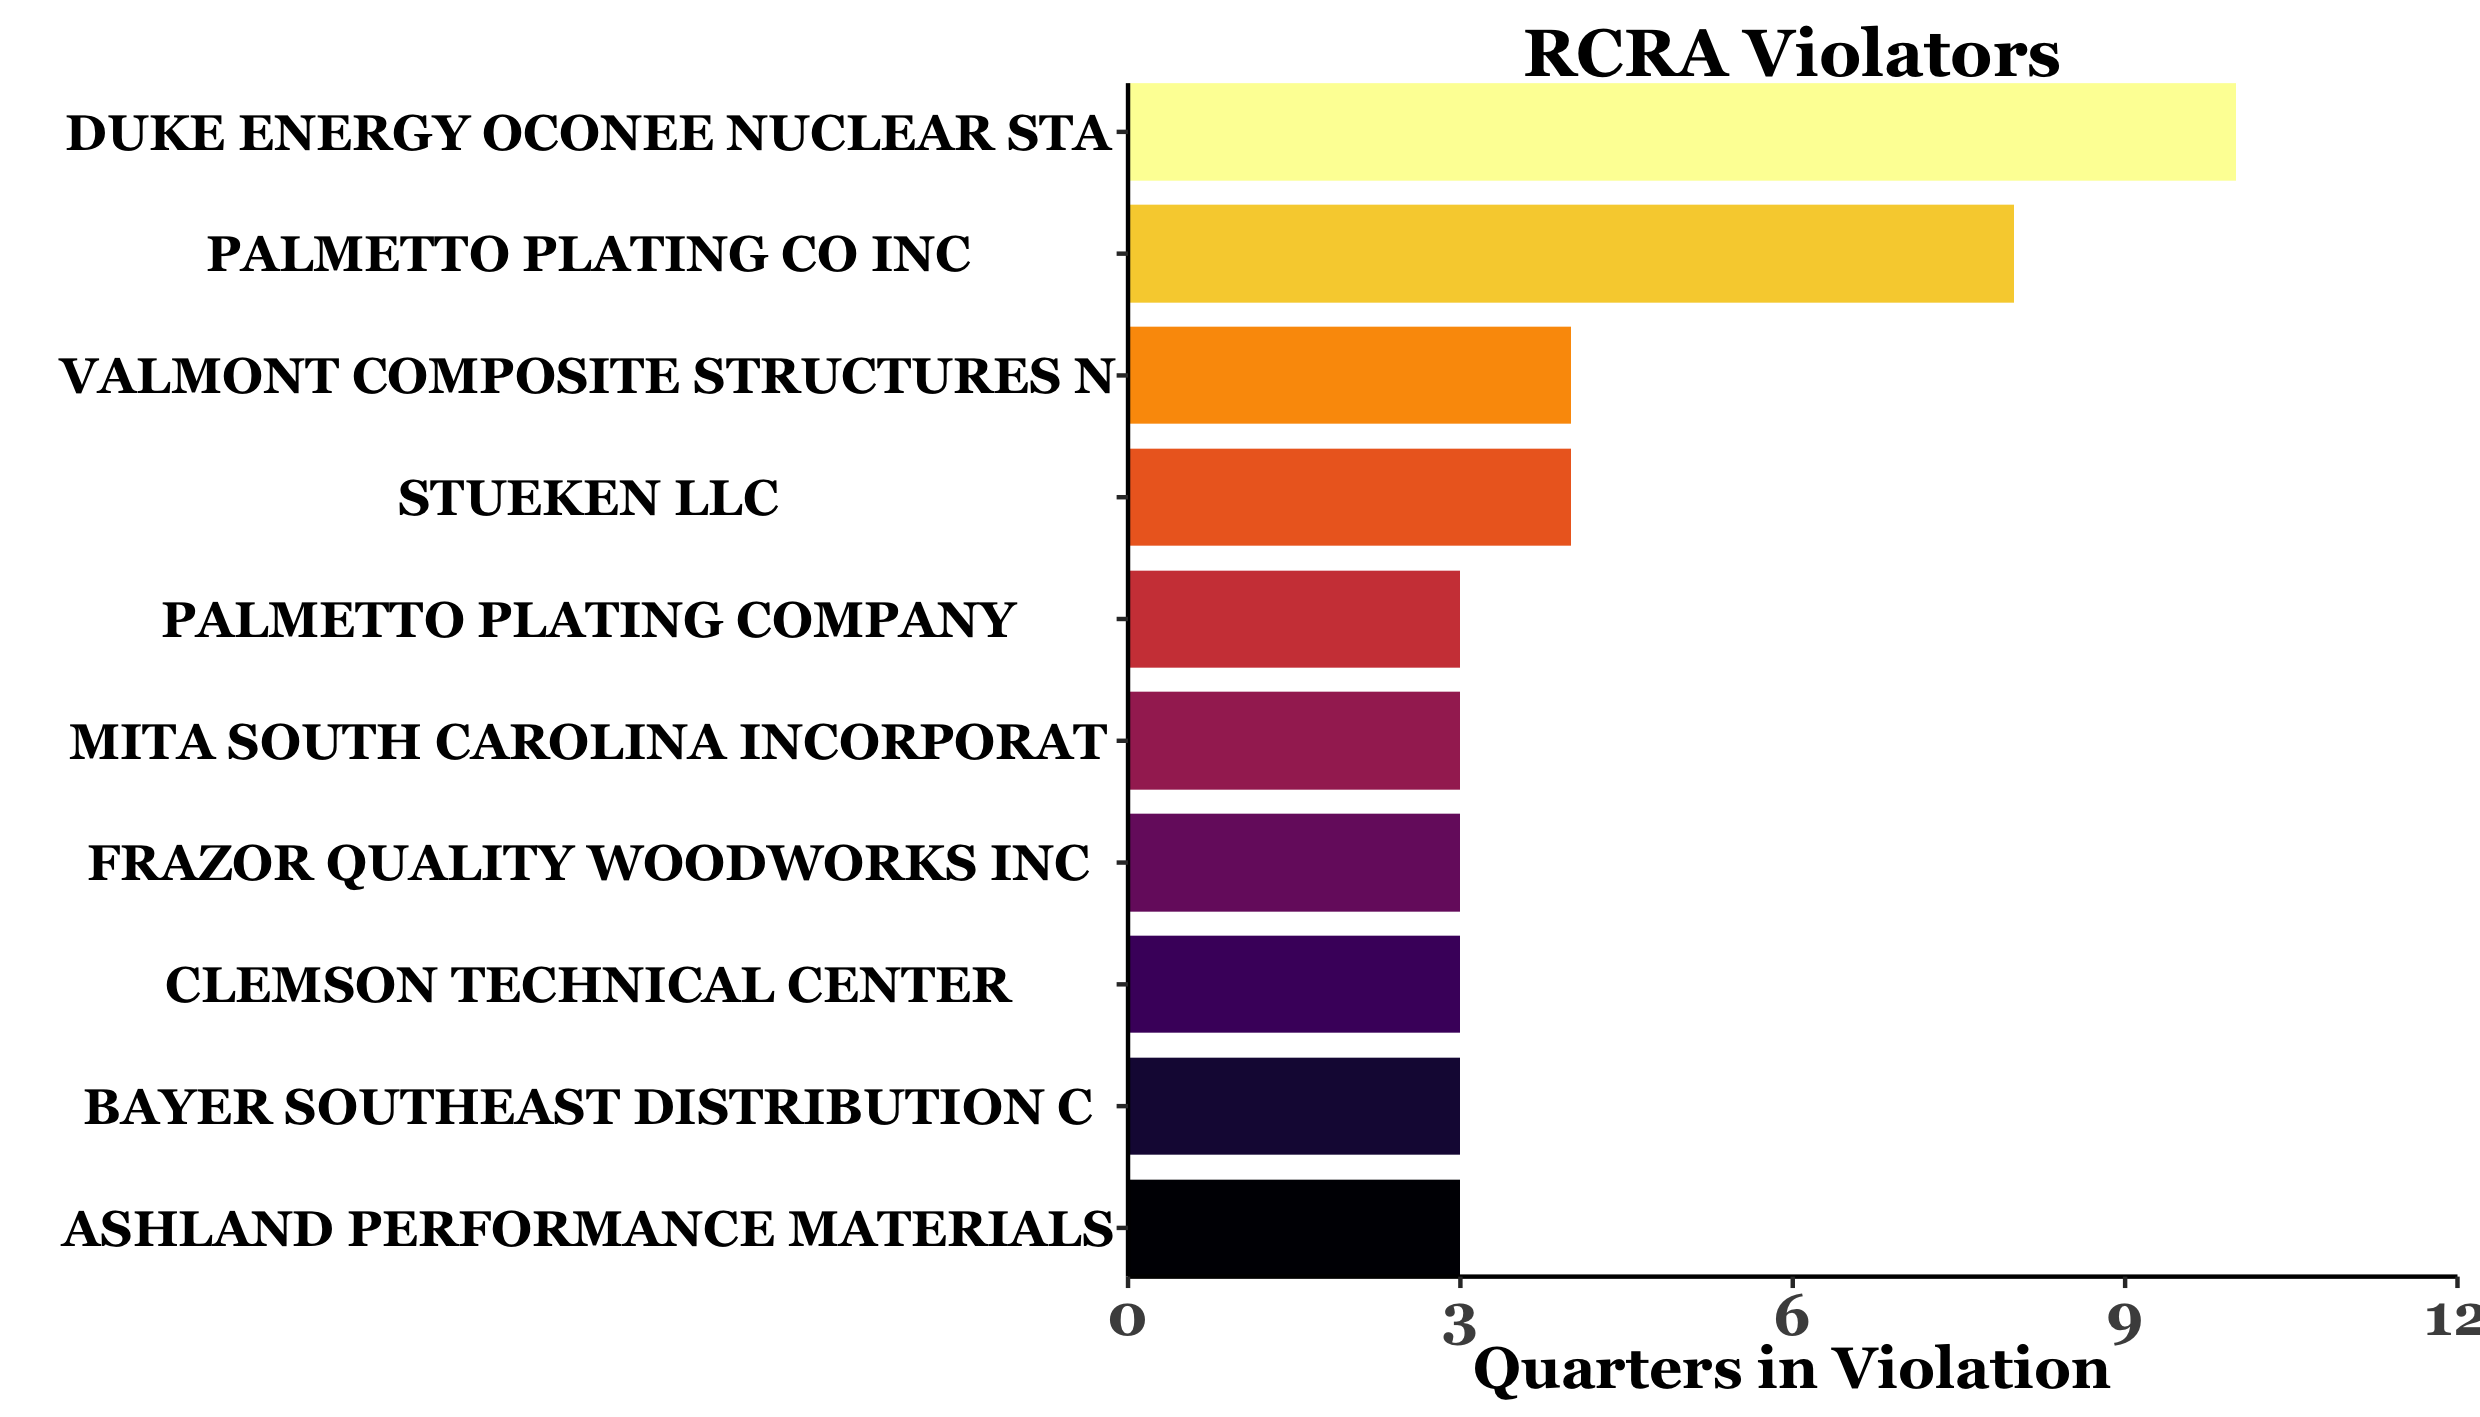 RCRA Violators
DUKE ENERGY OCONEE NUCLEAR STA
PALMETTO PLATING CO INC
VALMONT COMPOSITE STRUCTURES N
STUEKEN LLC
PALMETTO PLATING COMPANY
MITA SOUTH CAROLINA INCORPORAT
FRAZOR QUALITY WOODWORKS INC
CLEMSON TECHNICAL CENTER
BAYER SOUTHEAST DISTRIBUTION C
ASHLAND PERFORMANCE MATERIALS
0 3 6 9 12
Quarters in Violation